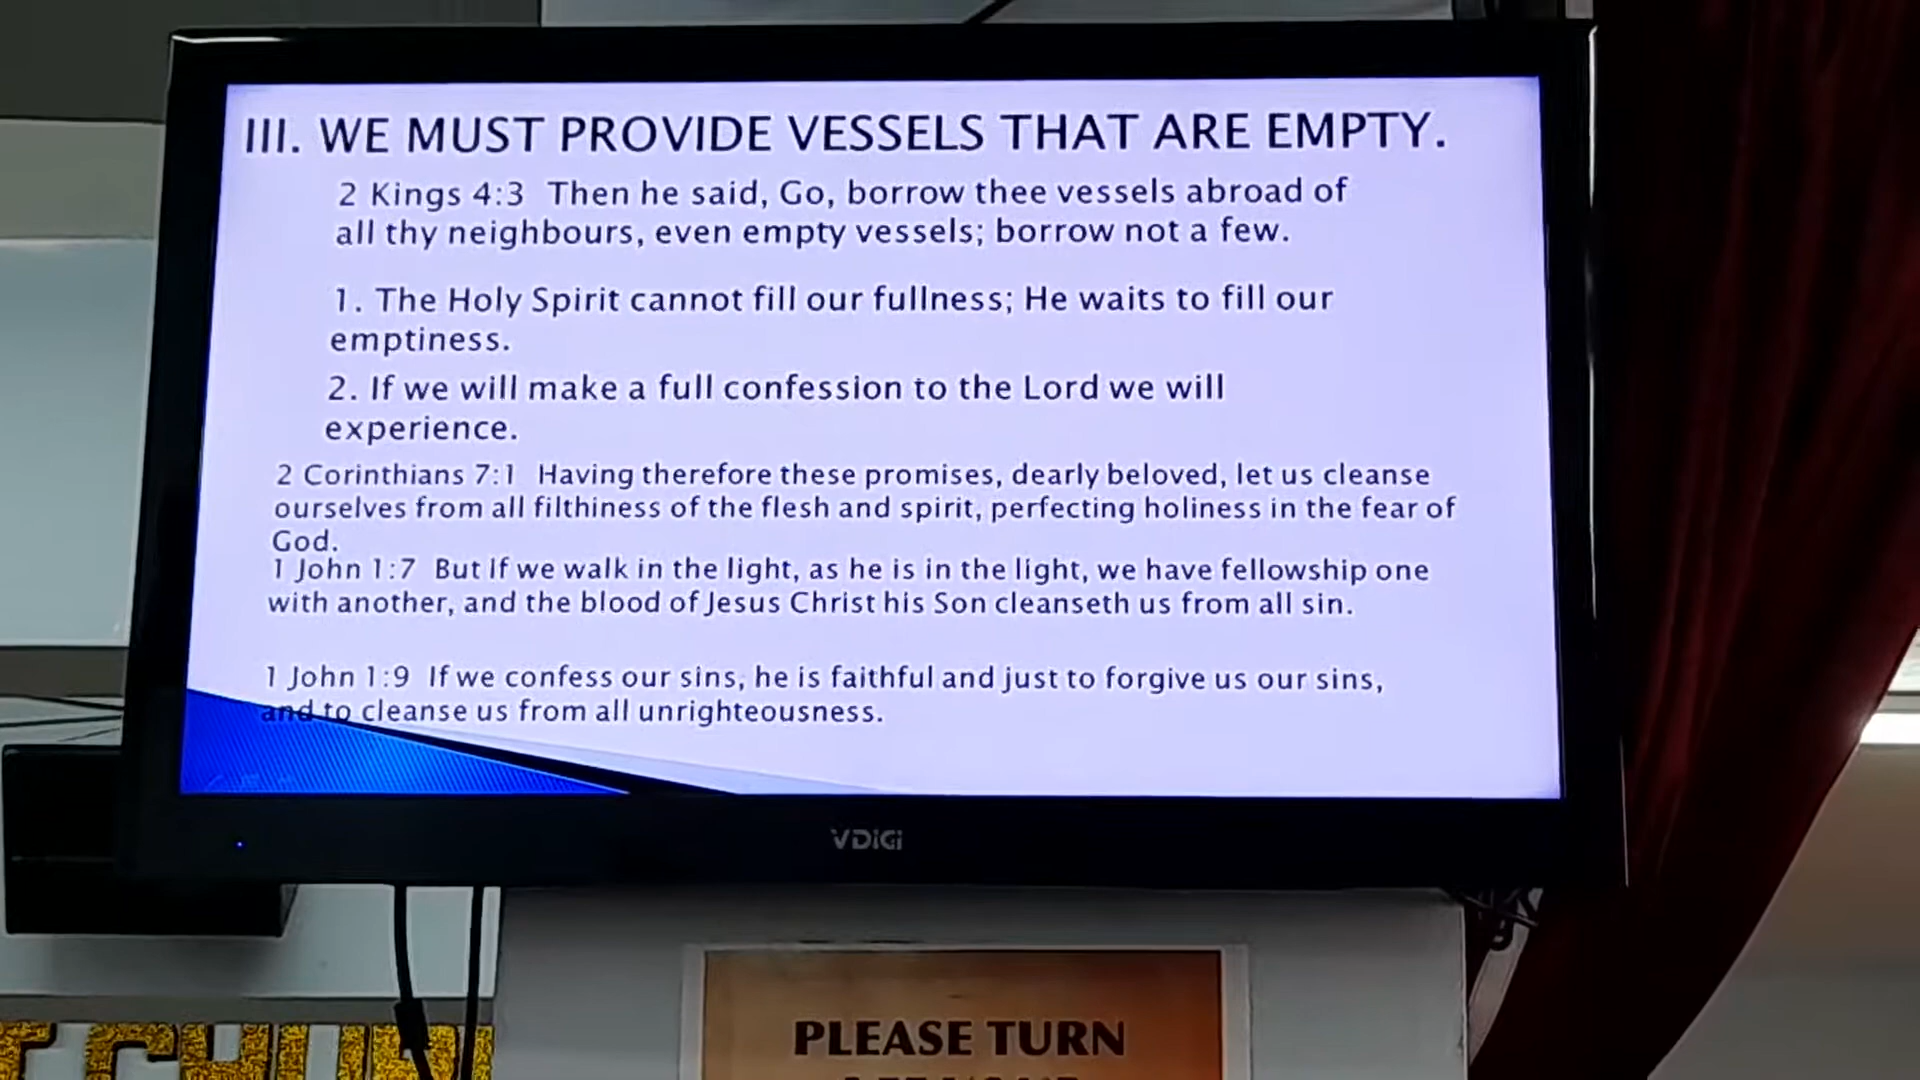 III. WE MUST PROVIDE VESSELS THAT ARE EMPTY.
2 Kings 4:3 Then he said, Go, borrow thee vessels abroad of
all thy neighbours, even empty vessels; borrow not a few.
1. The Holy Spirit cannot fill our fullness; He waits to fill our
emptiness.
2. If we will make a full confession to the Lord we will
experience.
2 Corinthians 7:1 Having therefore these promises, dearly beloved, let us cleanse
ourselves from all filthiness of the flesh and spirit, perfecting holiness in the fear of
God.
1 John 1:7 But if we walk in the light, as he is in the light, we have fellowship one
with another, and the blood of Jesus Christ his Son cleanseth us from all sin.
1 John 1:9 If we confess our sins, he is faithful and just to forgive us our sins,
and to cleanse us from all unrighteousness.
VDiGi
PLEASE TURN